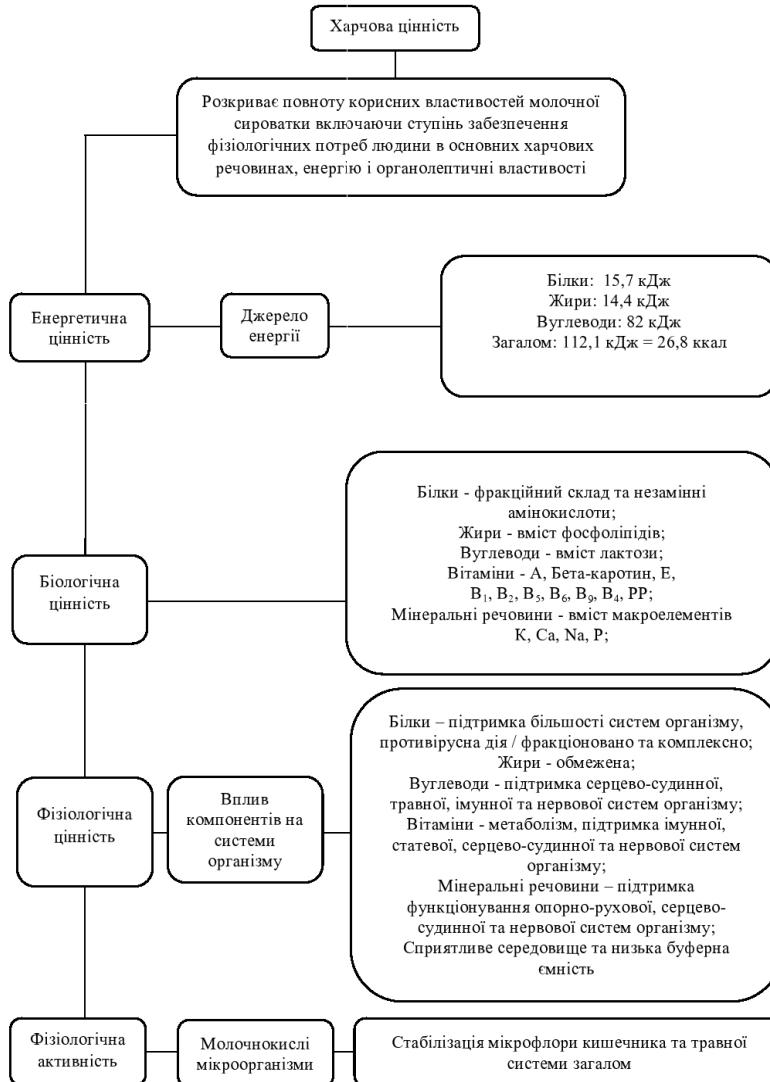 Харчова цінність
Розкриває повноту корисних властивостей молочної
сироватки включаючи ступінь забезпечення
фізіологічних потреб людини в основних харчових
речовинах, енергію і органолептичні властивості
Енергетична
цінність
Джерело
енергії
Білки: 15,7 кДж
Жири: 14,4 кДж
Вуглеводи: 82 кДж
Загалом: 112,1 кДж = 26,8 ккал
Біологічна
цінність
Білки - фракційний склад та незамінні
амінокислоти;
Жири - вміст фосфоліпідів;
Вуглеводи - вміст лактози;
Вітаміни - А, Бета-каротин, Е,
B₁, B₂, B₅, B₆, B₉, B₄, PP;
Мінеральні речовини - вміст макроелементів
K, Ca, Na, P;
Фізіологічна
цінність
Вплив
компонентів на
системи
організму
Білки – підтримка більшості систем організму,
противірусна дія / фракціоновано та комплексно;
Жири - обмежена;
Вуглеводи - підтримка серцево-судинної,
травної, імунної та нервової систем організму;
Вітаміни - метаболізм, підтримка імунної,
статевої, серцево-судинної та нервової систем
організму;
Мінеральні речовини – підтримка
функціонування опорно-рухової, серцево-
судинної та нервової систем організму;
Сприятливе середовище та низька буферна
ємність
Фізіологічна
активність
Молочнокислі
мікроорганізми
Стабілізація мікрофлори кишечника та травної
системи загалом